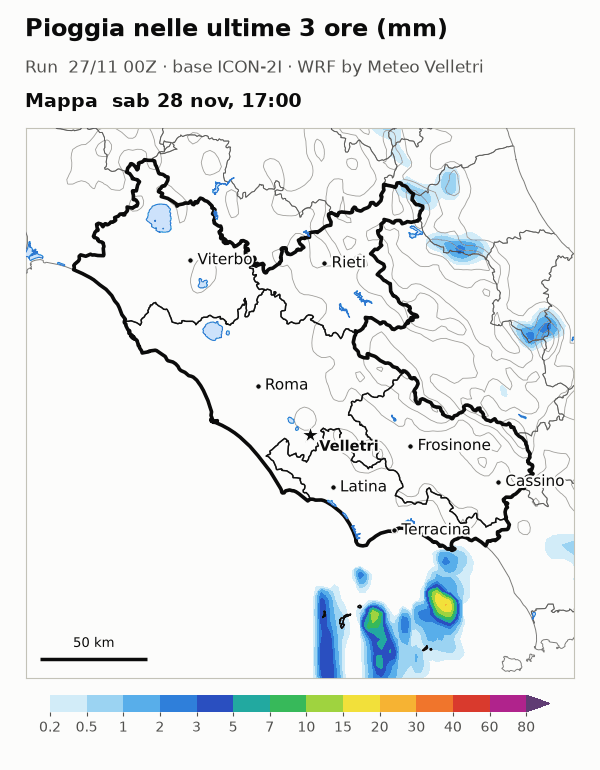 Pioggia nelle ultime 3 ore (mm)
Run  27/11 00Z · base ICON-2I · WRF by Meteo Velletri
Mappa  sab 28 nov, 17:00
Viterbo
Rieti
Roma
Velletri
Frosinone
Latina
Cassino
Terracina
50 km
0.2 0.5 1 2 3 5 7 10 15 20 30 40 60 80